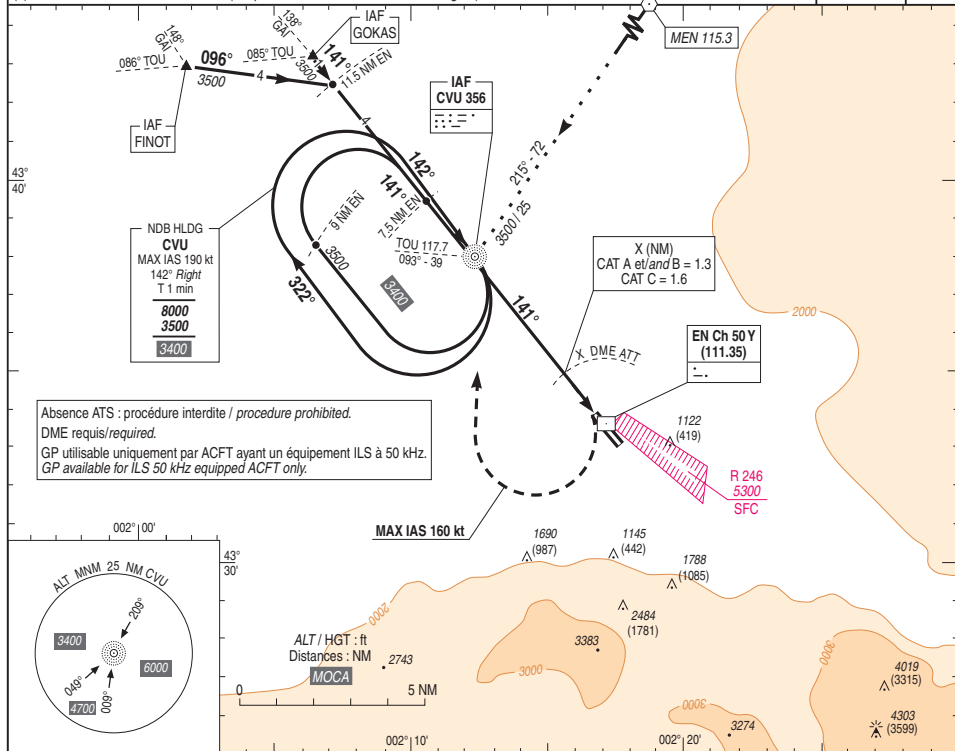 148°
GAI
086° TOU
096°
4
3500
IAF
FINOT
138°
GAI
085° TOU
IAF
GOKAS
1
141°
3500
11.5 NM EN
4
142°
141°
7.5 NM EN
IAF
CVU 356
MEN 115.3
215° - 72
3500 / 25
43°
40'
NDB HLDG
CVU
MAX IAS 190 kt
142° Right
T 1 min
8000
3500
3400
9 NM EN
3500
322°
TOU 117.7
093° - 39
3400
141°
X (NM)
CAT A et/and B = 1.3
CAT C = 1.6
2000
X DME ATT
EN Ch 50 Y
(111.35)
1122
(419)
R 246
5300
SFC
Absence ATS : procédure interdite / procedure prohibited.
DME requis/required.
GP utilisable uniquement par ACFT ayant un équipement ILS à 50 kHz.
GP available for ILS 50 kHz equipped ACFT only.
MAX IAS 160 kt
002° 00'
43°
30'
ALT MNM 25 NM CVU
209°
3400
6000
049°
4700
009°
1690
(987)
1145
(442)
1788
(1085)
2484
(1781)
2000
ALT / HGT : ft
Distances : NM
MOCA
0
5 NM
2743
3383
3000
3000
3000
3274
4019
(3315)
4303
(3599)
002° 10'
002° 20'